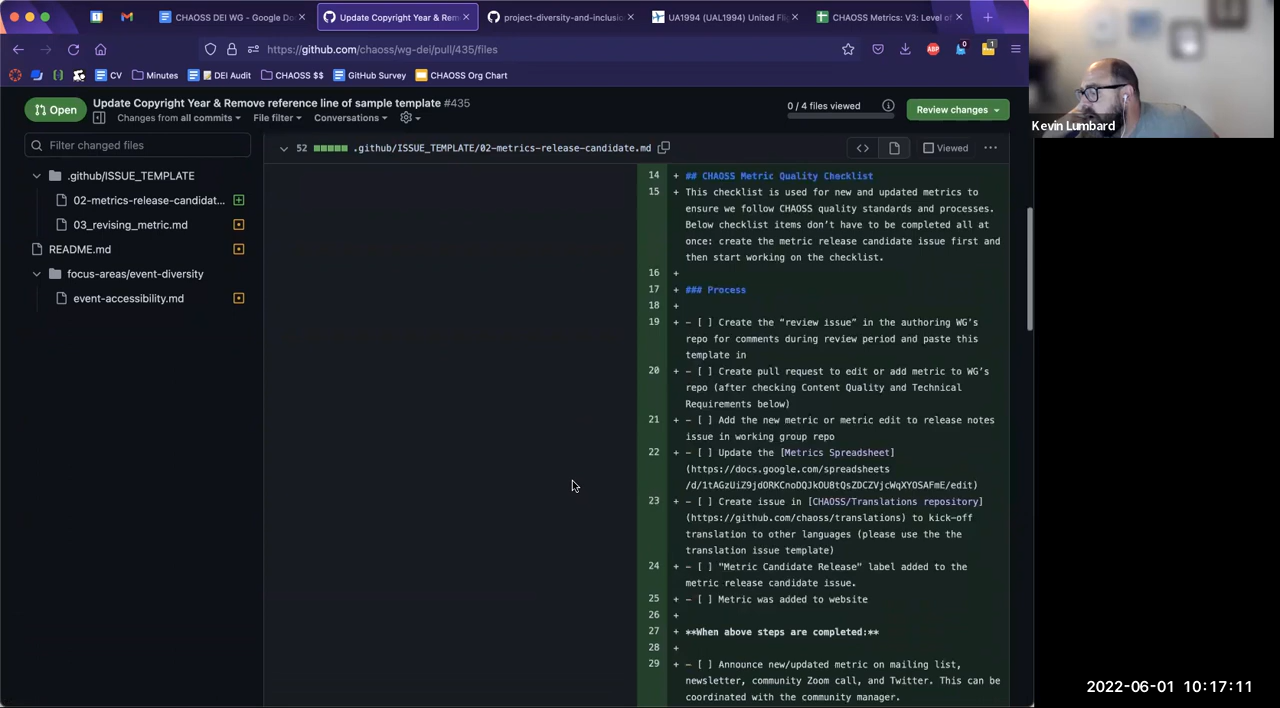 CHAOSS DEI WG - Google Do
Update Copyright Year & Rem
project-diversity-and-inclusio
UA1994 (UAL1994) United Fli
CHAOSS Metrics: V3: Level of
https://github.com/chaoss/wg-dei/pull/435/files
ABP
0
1
CV
Minutes
DEI Audit
CHAOSS $$
GitHub Survey
CHAOSS Org Chart
Open
Update Copyright Year & Remove reference line of sample template #435
Changes from all commits
File filter
Conversations
0 / 4 files viewed
Review changes
Filter changed files
.github/ISSUE_TEMPLATE
02-metrics-release-candidat...
03_revising_metric.md
README.md
focus-areas/event-diversity
event-accessibility.md
52 .github/ISSUE_TEMPLATE/02-metrics-release-candidate.md
Viewed
14 + ## CHAOSS Metric Quality Checklist
15 + This checklist is used for new and updated metrics to
ensure we follow CHAOSS quality standards and processes.
Below checklist items don't have to be completed all at
once: create the metric release candidate issue first and
then start working on the checklist.
16 +
17 + ### Process
18 +
19 + - [ ] Create the “review issue” in the authoring WG's
repo for comments during review period and paste this
template in
20 + - [ ] Create pull request to edit or add metric to WG's
repo (after checking Content Quality and Technical
Requirements below)
21 + - [ ] Add the new metric or metric edit to release notes
issue in working group repo
22 + - [ ] Update the [Metrics Spreadsheet]
(https://docs.google.com/spreadsheets
/d/1tAGzUiZ9jdORKCnoDQJkOU8tQsZDCZVjcWqXYOSAFmE/edit)
23 + - [ ] Create issue in [CHAOSS/Translations repository]
(https://github.com/chaoss/translations) to kick-off
translation to other languages (please use the the
translation issue template)
24 + - [ ] "Metric Candidate Release” label added to the
metric release candidate issue.
25 + - [ ] Metric was added to website
26 +
27 + **When above steps are completed:**
28 +
29 + - [ ] Announce new/updated metric on mailing list,
newsletter, community Zoom call, and Twitter. This can be
coordinated with the community manager.
Kevin Lumbard
2022-06-01 10:17:11